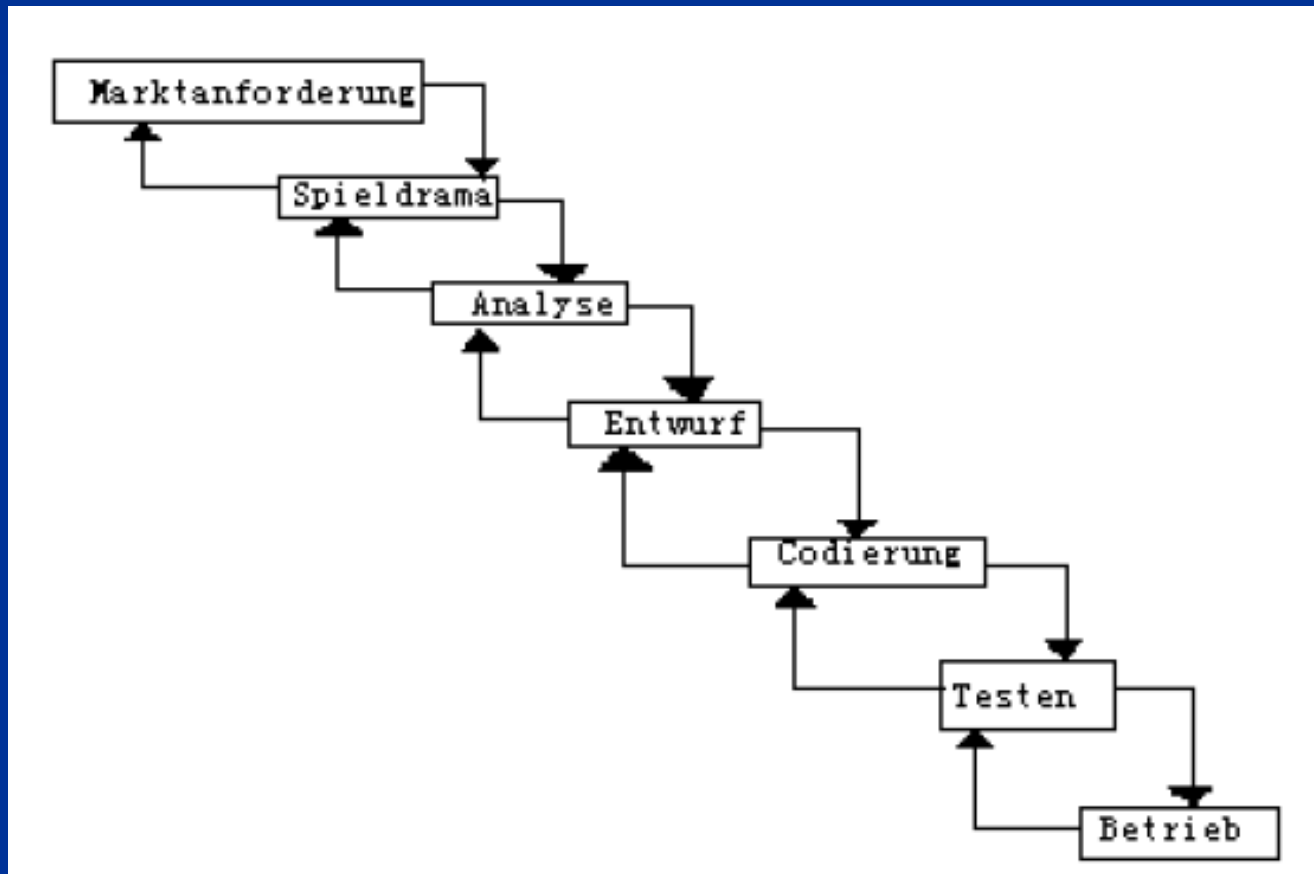 Marktanforderung
Spieldrama
Analyse
Entwurf
Codierung
Testen
Betrieb